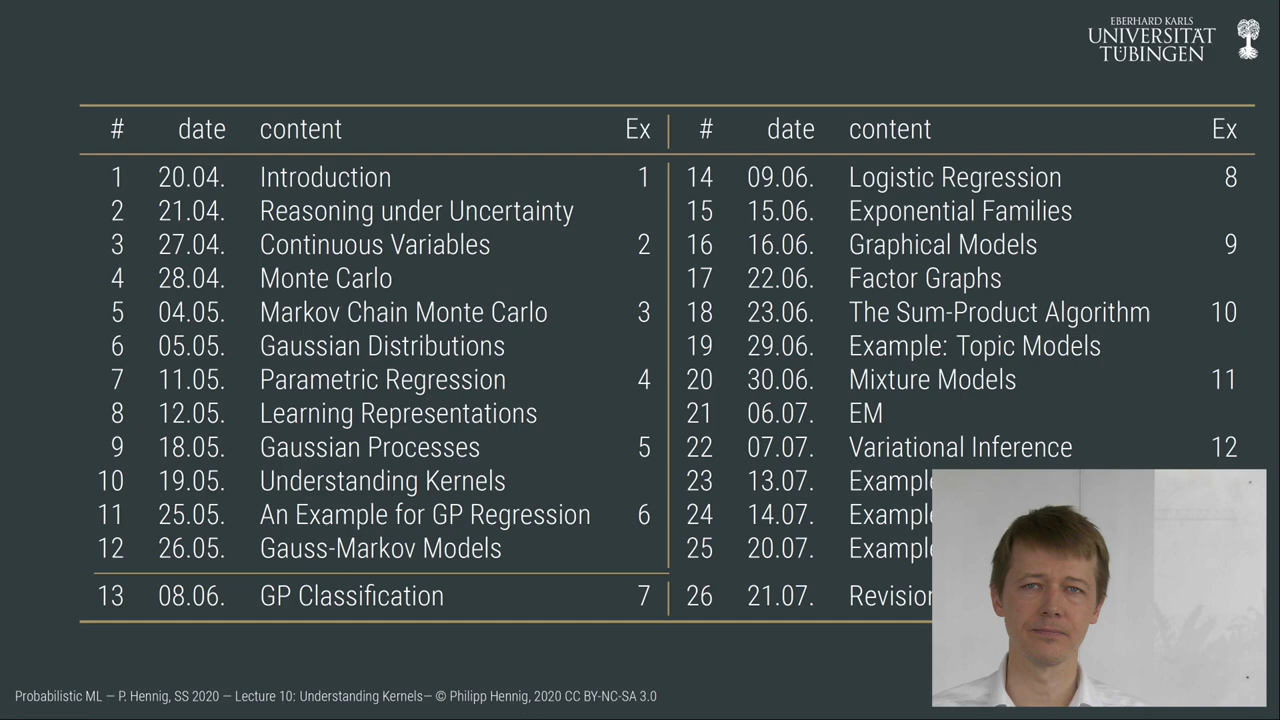 EBERHARD KARLS
UNIVERSITÄT
TÜBINGEN
# date content Ex # date content Ex
1 20.04. Introduction 1 14 09.06. Logistic Regression 8
2 21.04. Reasoning under Uncertainty 15 15.06. Exponential Families
3 27.04. Continuous Variables 2 16 16.06. Graphical Models 9
4 28.04. Monte Carlo 17 22.06. Factor Graphs
5 04.05. Markov Chain Monte Carlo 3 18 23.06. The Sum-Product Algorithm 10
6 05.05. Gaussian Distributions 19 29.06. Example: Topic Models
7 11.05. Parametric Regression 4 20 30.06. Mixture Models 11
8 12.05. Learning Representations 21 06.07. EM
9 18.05. Gaussian Processes 5 22 07.07. Variational Inference 12
10 19.05. Understanding Kernels 23 13.07. Exampl
11 25.05. An Example for GP Regression 6 24 14.07. Exampl
12 26.05. Gauss-Markov Models 25 20.07. Exampl
13 08.06. GP Classification 7 26 21.07. Revision
Probabilistic ML — P. Hennig, SS 2020 — Lecture 10: Understanding Kernels— © Philipp Hennig, 2020 CC BY-NC-SA 3.0